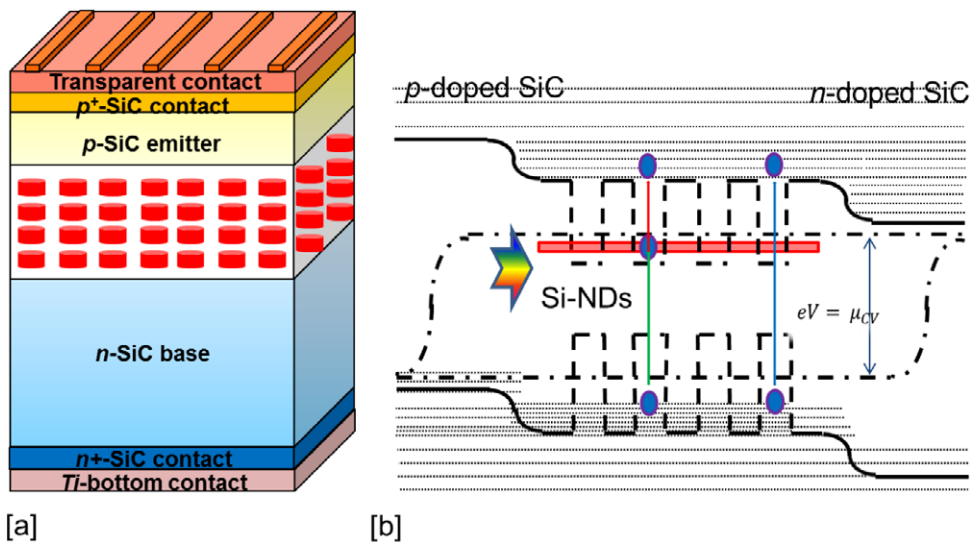 Transparent contact
p⁺-SiC contact
p-SiC emitter
n-SiC base
n+-SiC contact
Ti-bottom contact
[a]
p-doped SiC
n-doped SiC
Si-NDs
eV = μCV
[b]